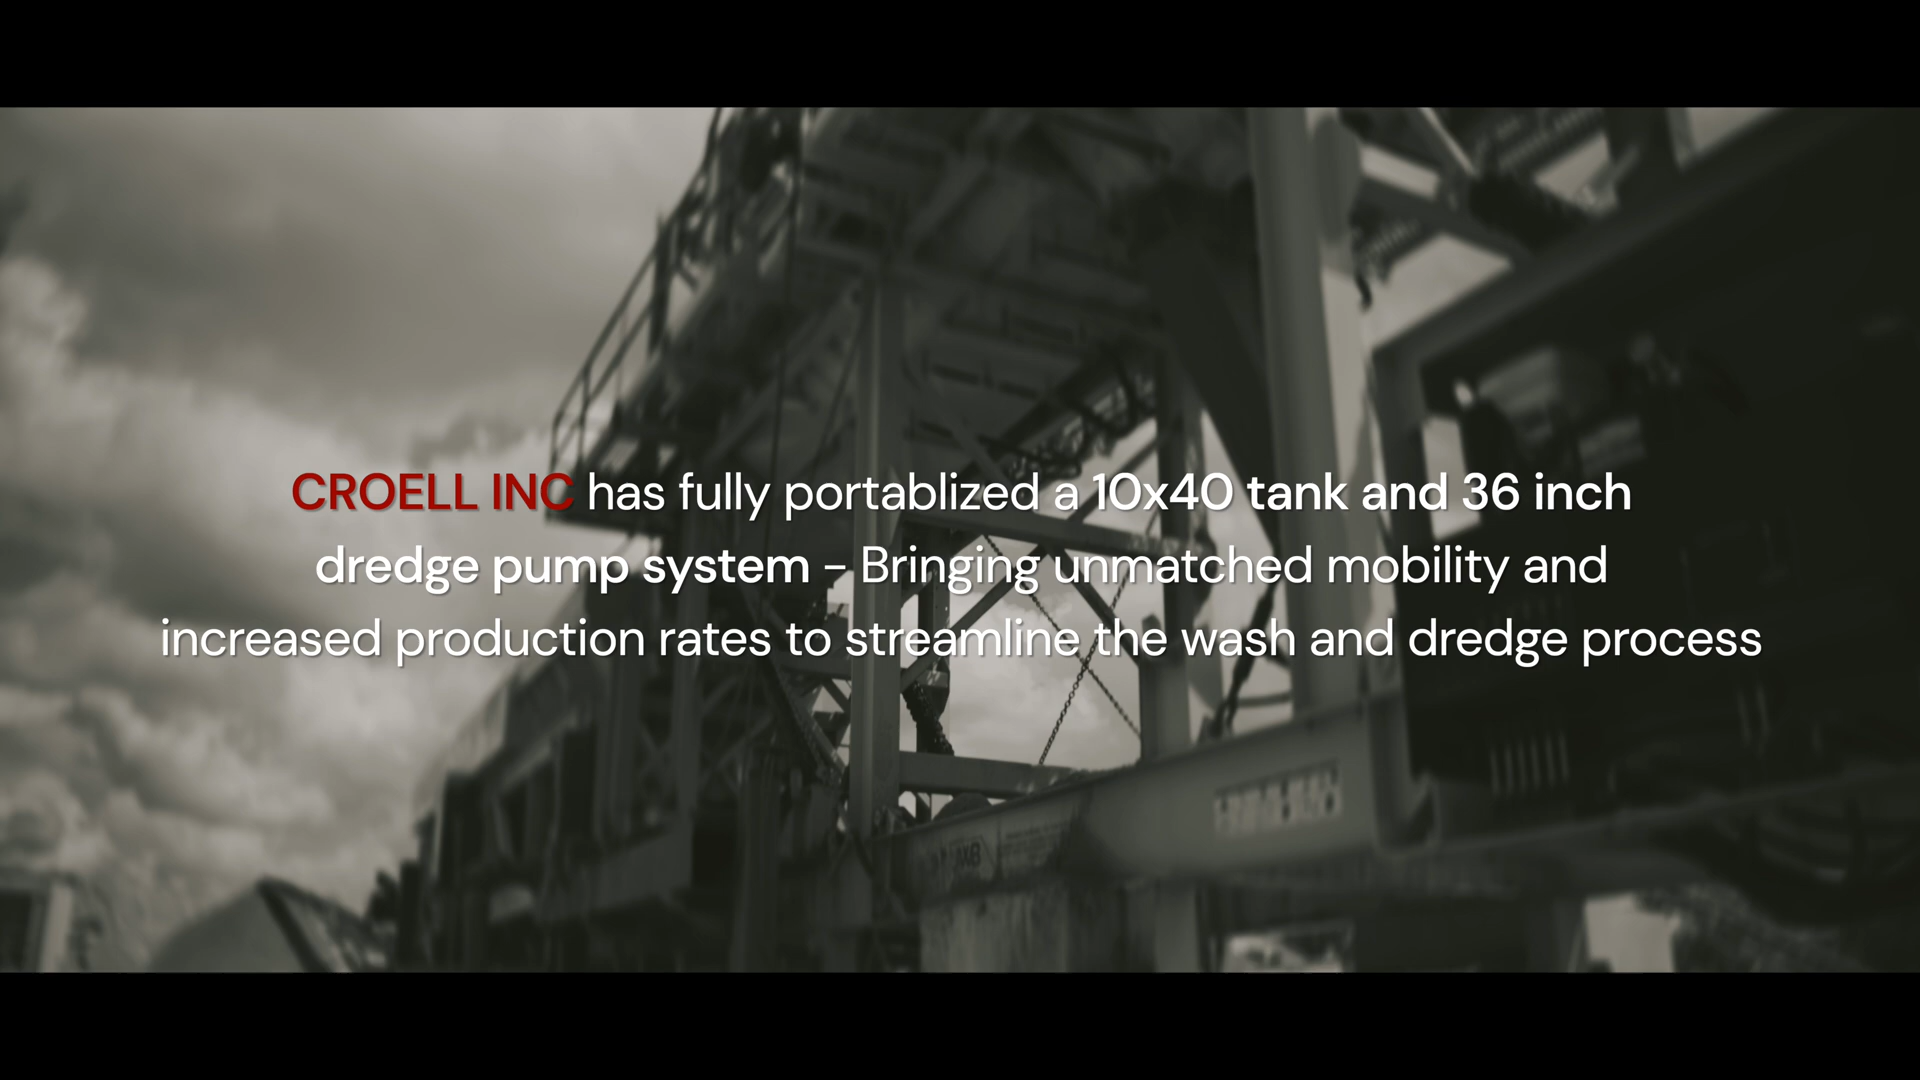 CROELL INC has fully portablized a 10x40 tank and 36 inch
dredge pump system - Bringing unmatched mobility and
increased production rates to streamline the wash and dredge process